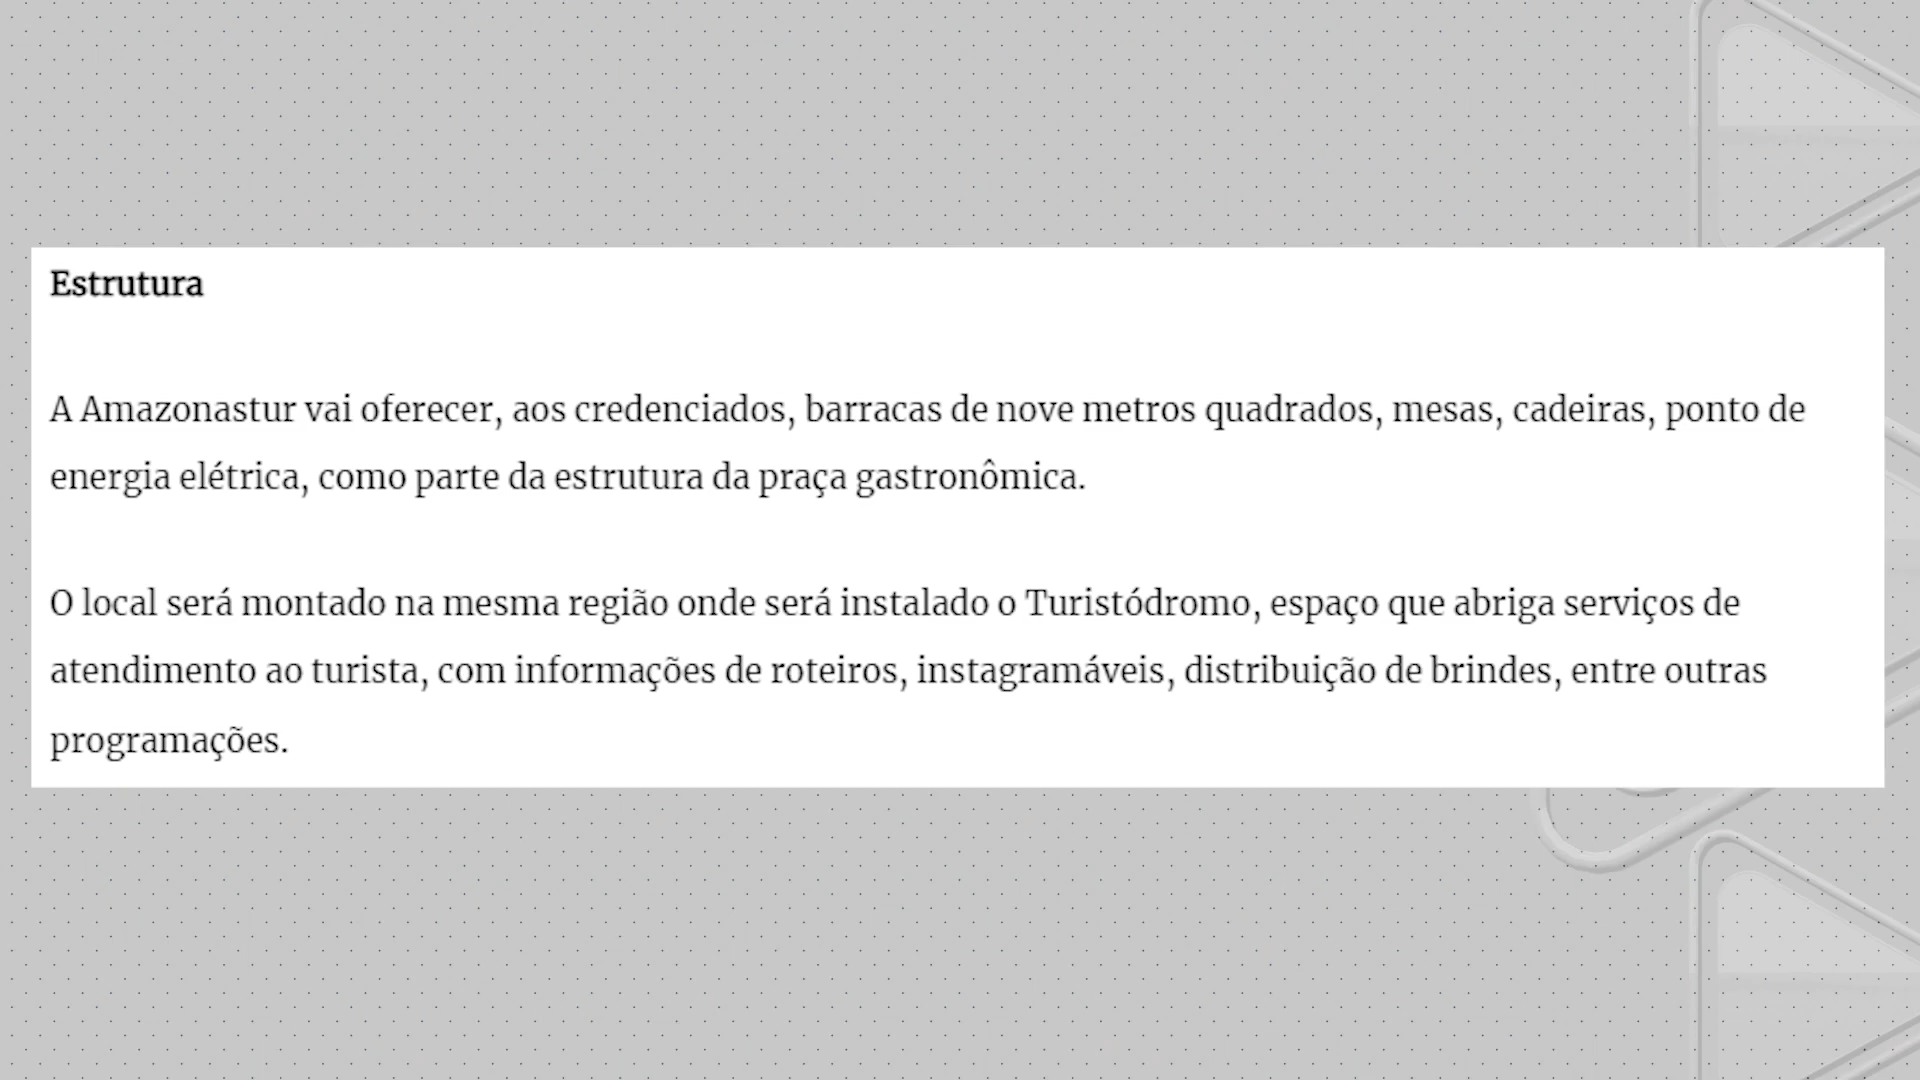 Estrutura
A Amazonastur vai oferecer, aos credenciados, barracas de nove metros quadrados, mesas, cadeiras, ponto de
energia elétrica, como parte da estrutura da praça gastronômica.
O local será montado na mesma região onde será instalado o Turistódromo, espaço que abriga serviços de
atendimento ao turista, com informações de roteiros, instagramáveis, distribuição de brindes, entre outras
programações.